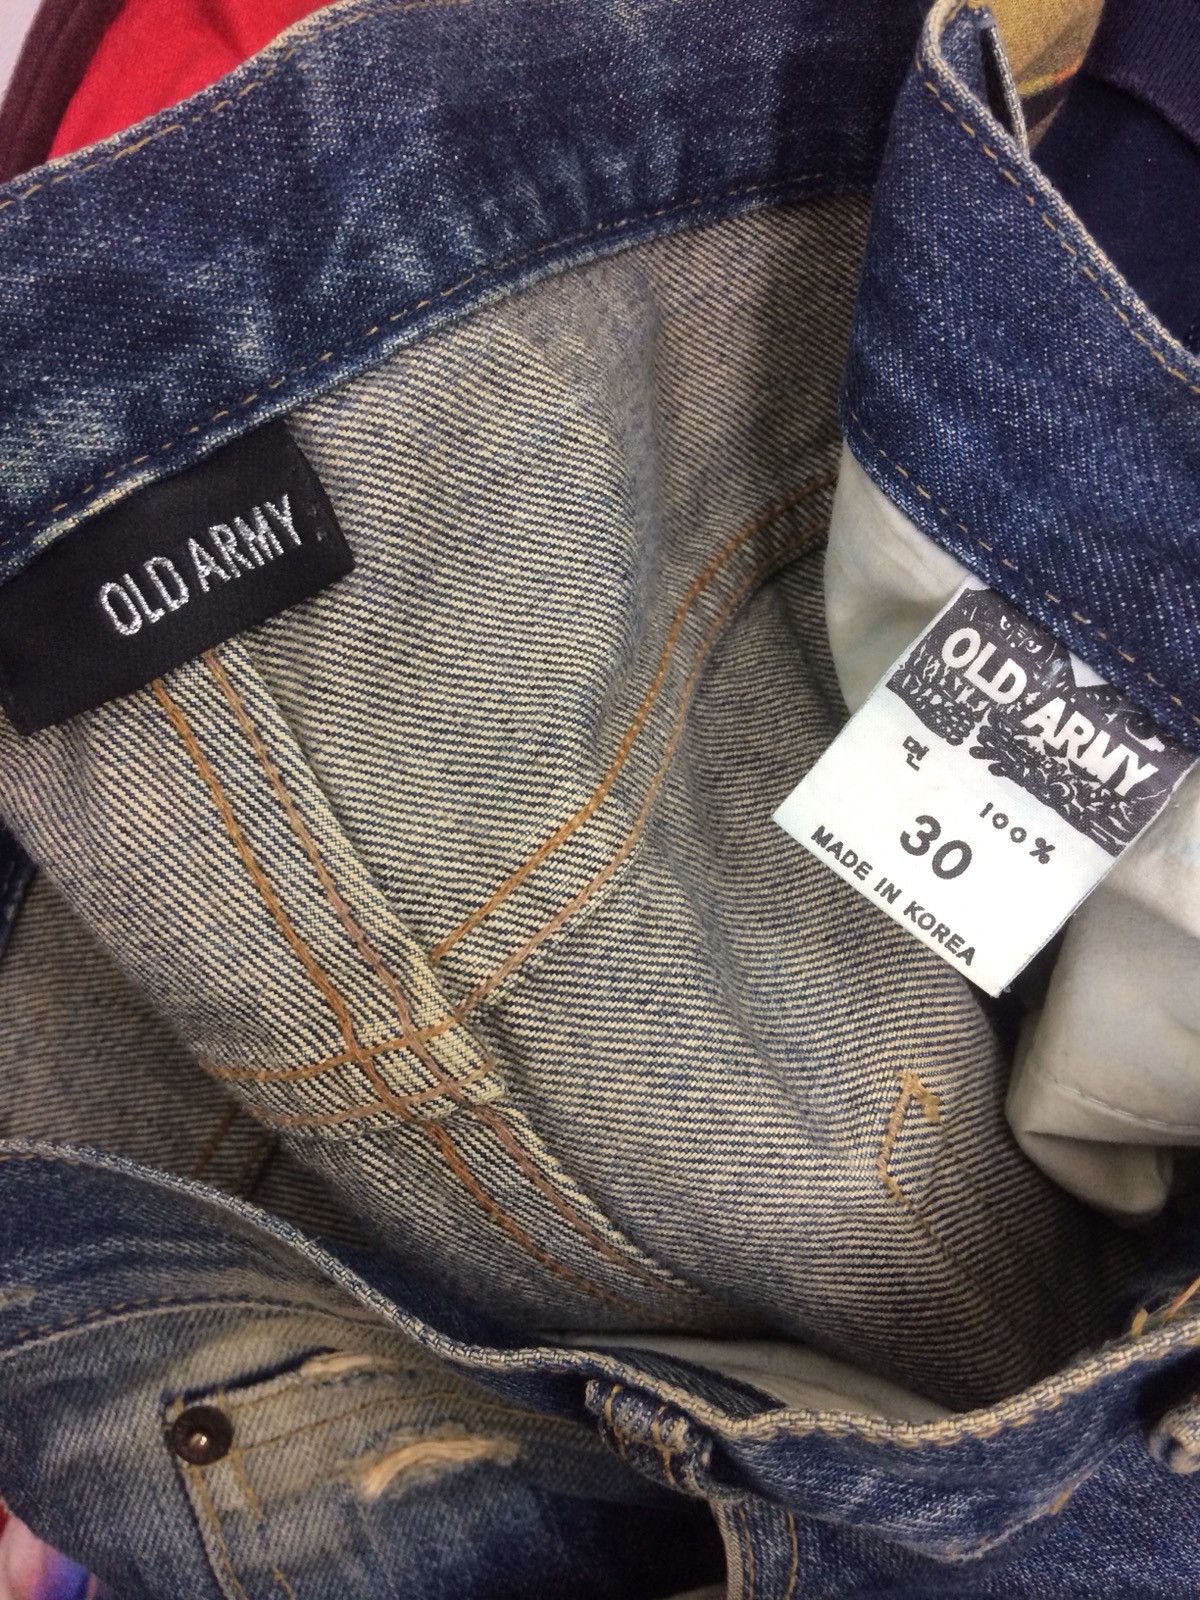 OLD ARMY
OLD ARMY
면 100%
30
MADE IN KOREA